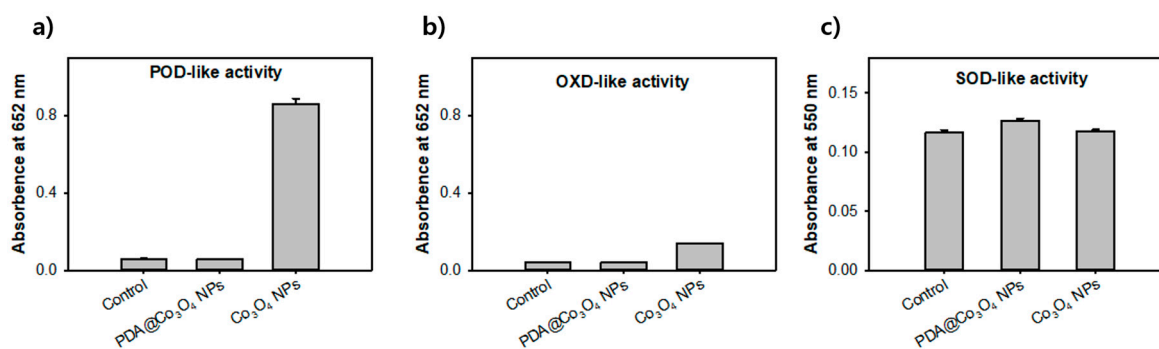 a)
POD-like activity
Absorbence at 652 nm
0.8
0.4
0.0
Control
PDA@Co₃O₄ NPs
Co₃O₄ NPs
b)
OXD-like activity
Absorbence at 652 nm
0.8
0.4
0.0
Control
PDA@Co₃O₄ NPs
Co₃O₄ NPs
c)
SOD-like activity
Absorbance at 550 nm
0.15
0.10
0.05
0.00
Control
PDA@Co₃O₄ NPs
Co₃O₄ NPs